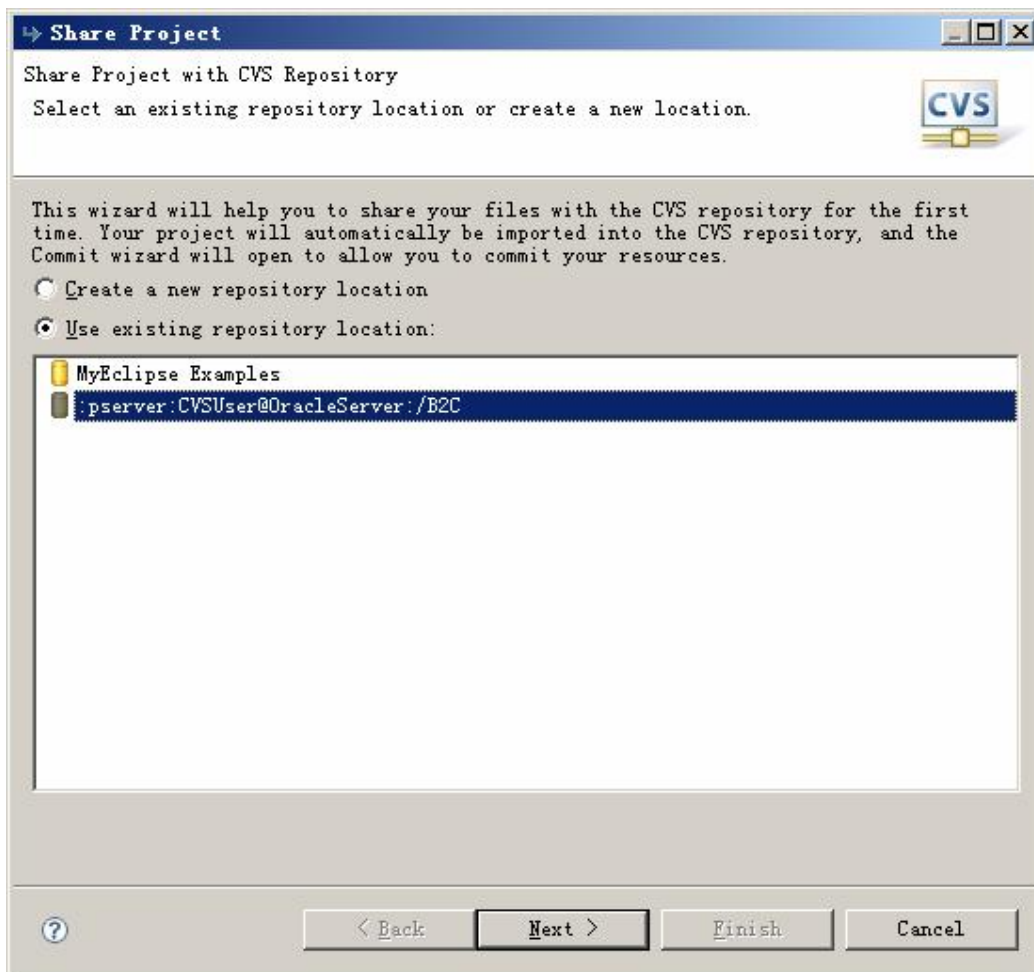 Share Project
Share Project with CVS Repository
Select an existing repository location or create a new location.
CVS
This wizard will help you to share your files with the CVS repository for the first
time. Your project will automatically be imported into the CVS repository, and the
Commit wizard will open to allow you to commit your resources.
Create a new repository location
Use existing repository location:
MyEclipse Examples
:pserver:CVSUser@OracleServer:/B2C
? < Back Next > Finish Cancel